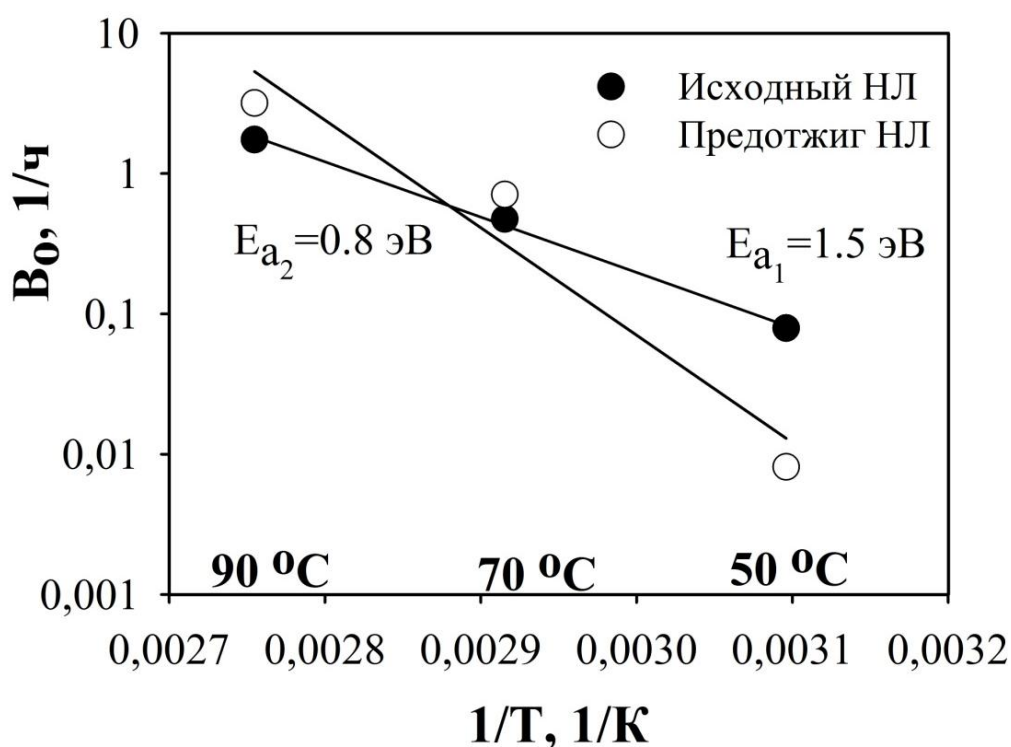 10
1
0,1
0,01
0,001
B0, 1/ч
Исходный НЛ
Предотжиг НЛ
Ea2=0.8 эВ
Ea1=1.5 эВ
90 ºC
70 ºC
50 ºC
0,0027
0,0028
0,0029
0,0030
0,0031
0,0032
1/T, 1/K